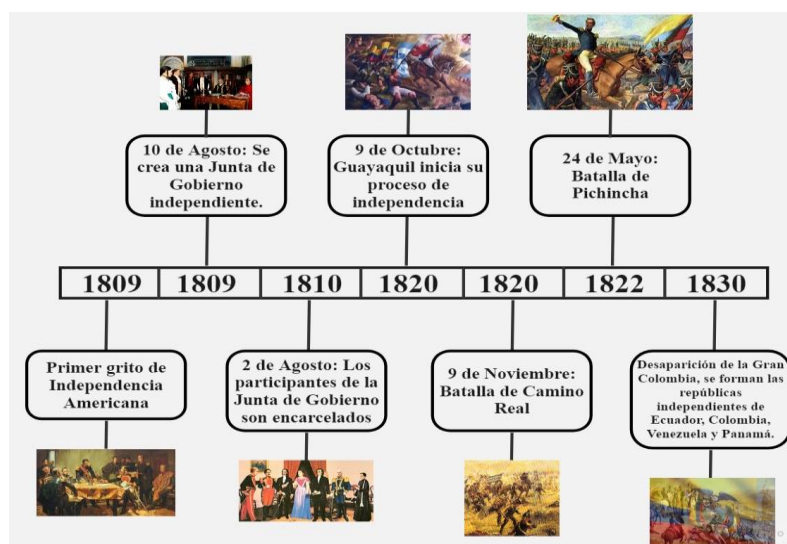 10 de Agosto: Se
crea una Junta de
Gobierno
independiente.
9 de Octubre:
Guayaquil inicia su
proceso de
independencia
24 de Mayo:
Batalla de
Pichincha
1809
1809
1810
1820
1820
1822
1830
Primer grito de
Independencia
Americana
2 de Agosto: Los
participantes de la
Junta de Gobierno
son encarcelados
9 de Noviembre:
Batalla de Camino
Real
Desaparición de la Gran
Colombia, se forman las
repúblicas
independientes de
Ecuador, Colombia,
Venezuela y Panamá.